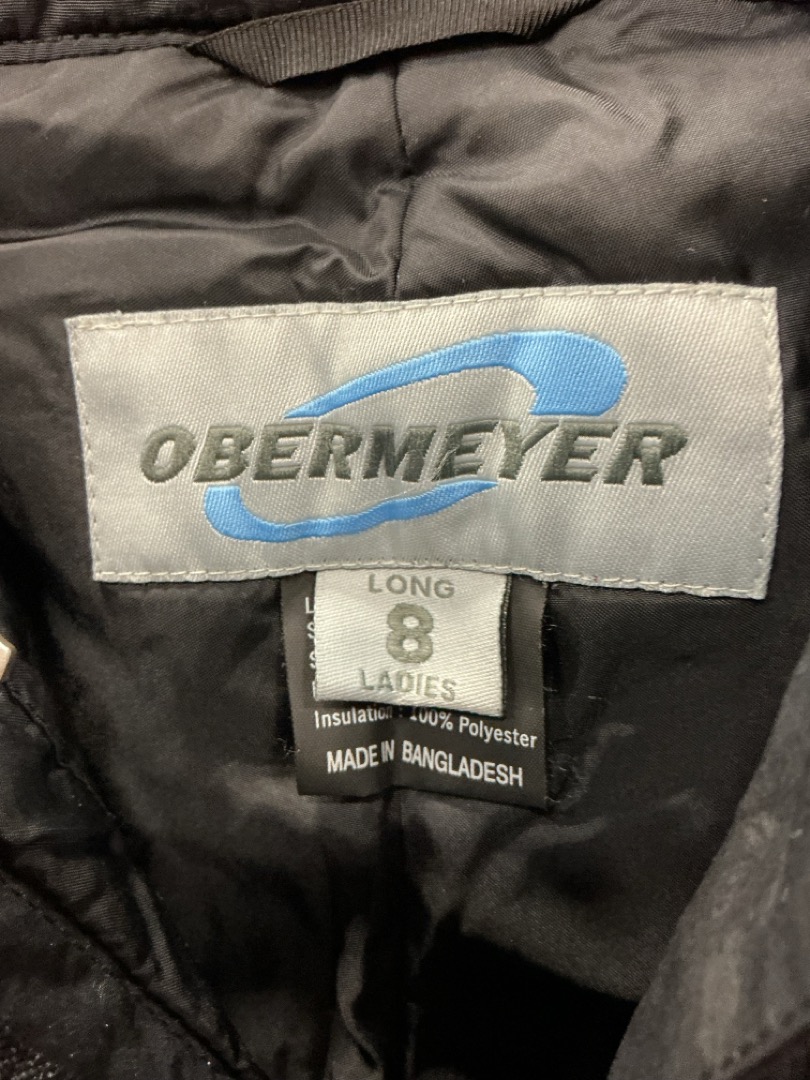 OBERMEYER
LONG
8
LADIES
Insulation : 100% Polyester
MADE IN BANGLADESH